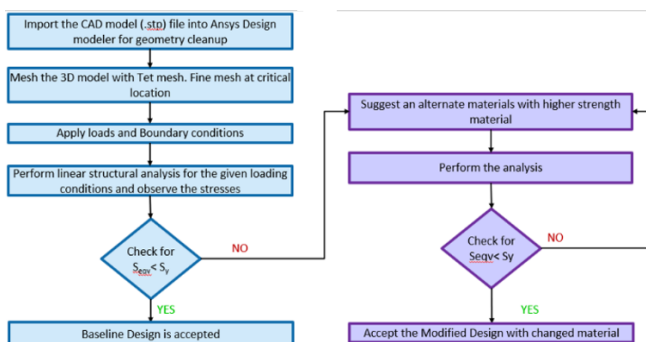 Import the CAD model (.stp) file into Ansys Design
modeler for geometry cleanup
Mesh the 3D model with Tet mesh. Fine mesh at critical
location
Apply loads and Boundary conditions
Perform linear structural analysis for the given loading
conditions and observe the stresses
Check for
Seqv< Sy
NO
YES
Baseline Design is accepted
Suggest an alternate materials with higher strength
material
Perform the analysis
Check for
Seqv< Sy
NO
YES
Accept the Modified Design with changed material